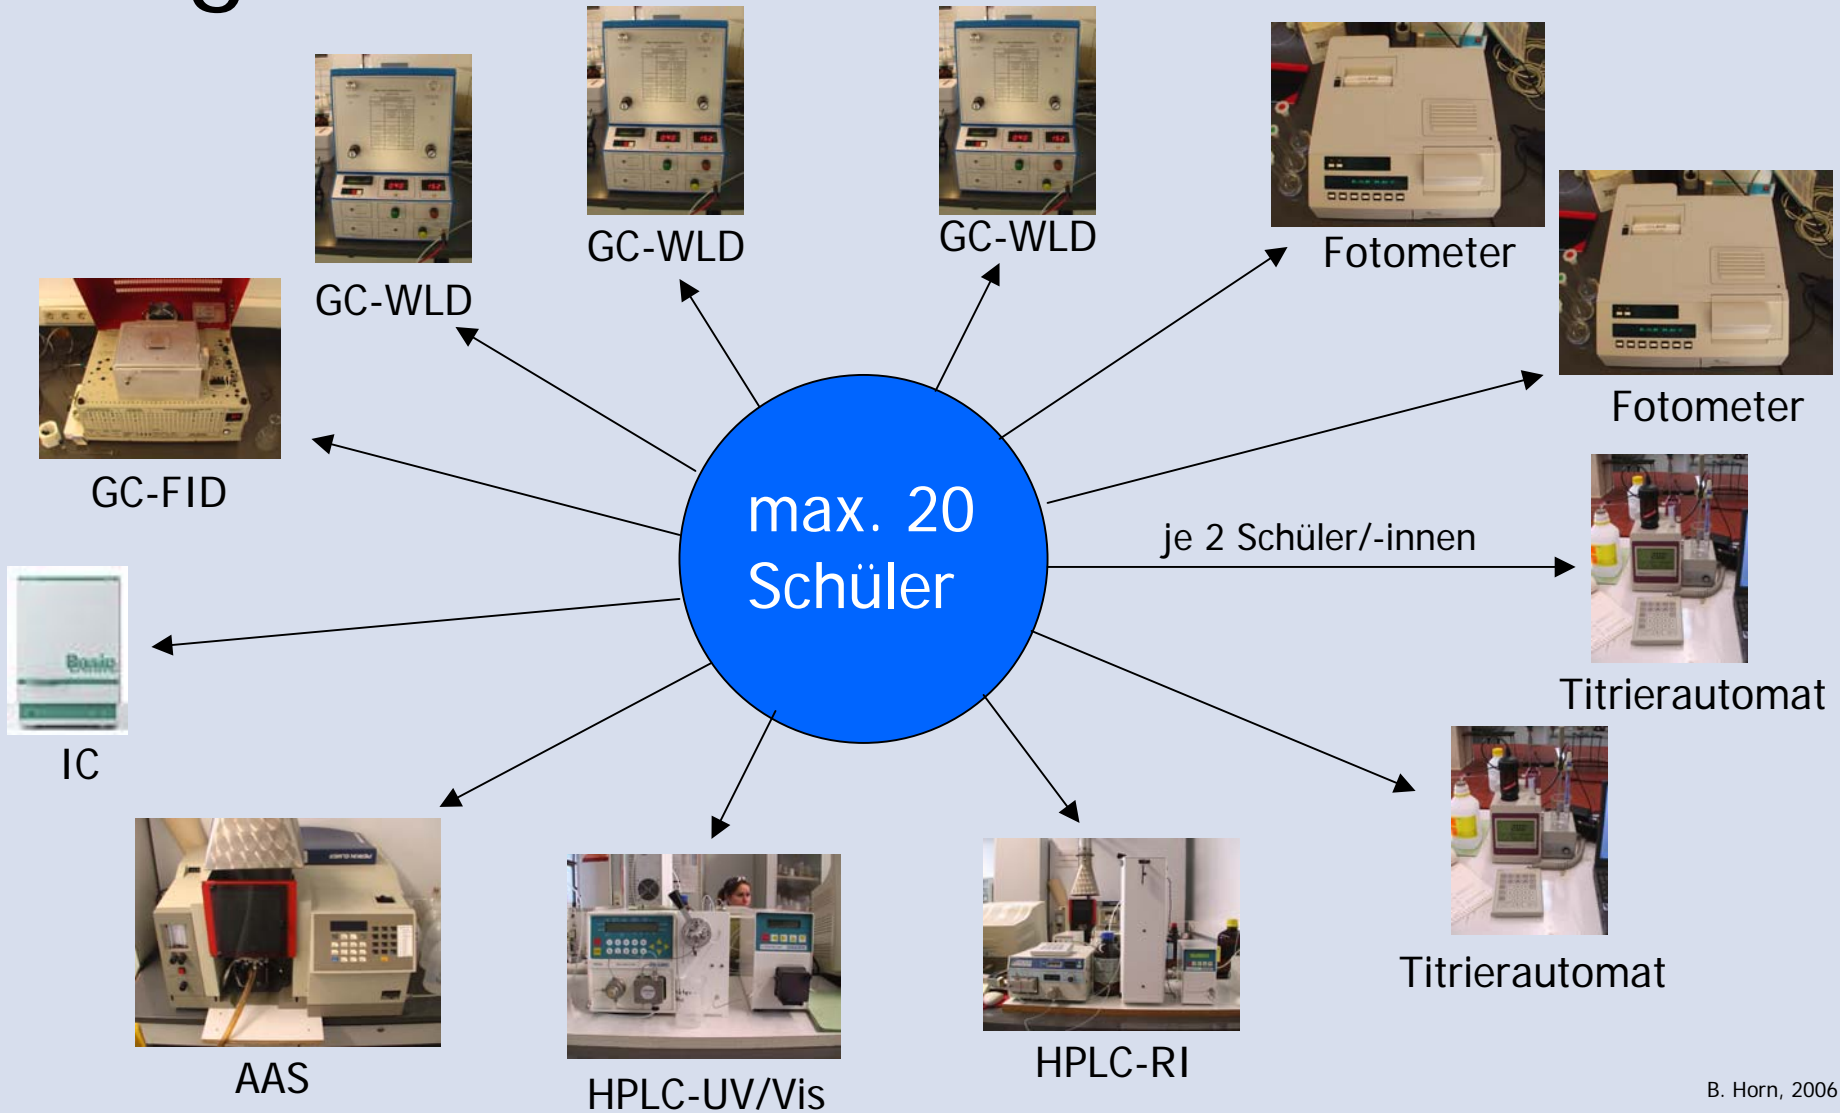 GC-WLD
GC-WLD
GC-WLD
Fotometer
Fotometer
GC-FID
max. 20
Schüler
je 2 Schüler/-innen
Titrierautomat
Basic
IC
Titrierautomat
AAS
HPLC-UV/Vis
HPLC-RI
B. Horn, 2006